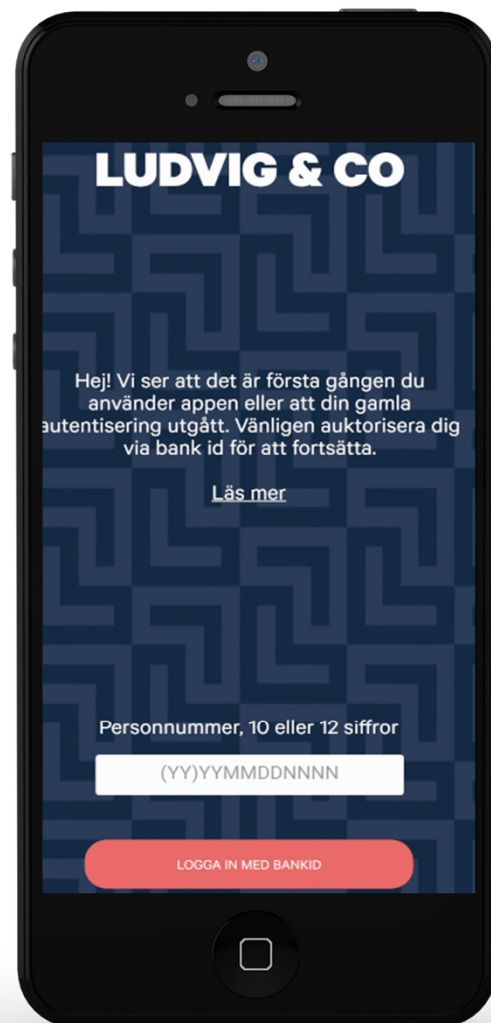 LUDVIG & CO
Hej! Vi ser att det är första gången du
använder appen eller att din gamla
autentisering utgått. Vänligen auktorisera dig
via bank id för att fortsätta.
Läs mer
Personnummer, 10 eller 12 siffror
(YY)YYMMDDNNNN
LOGGA IN MED BANKID